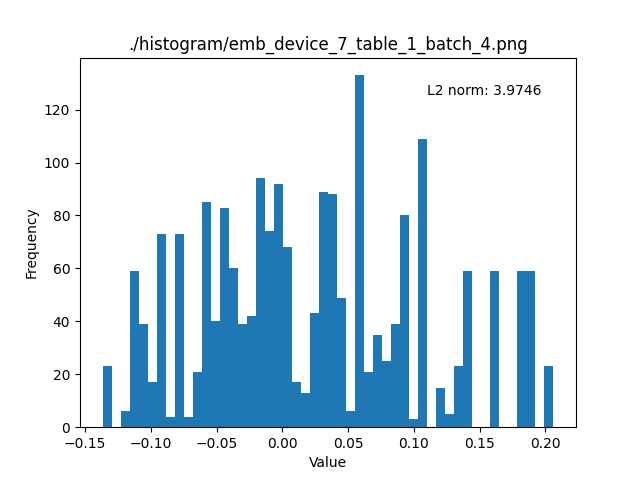 ./histogram/emb_device_7_table_1_batch_4.png
L2 norm: 3.9746
120
100
80
60
40
20
0
Frequency
−0.15 −0.10 −0.05 0.00 0.05 0.10 0.15 0.20
Value